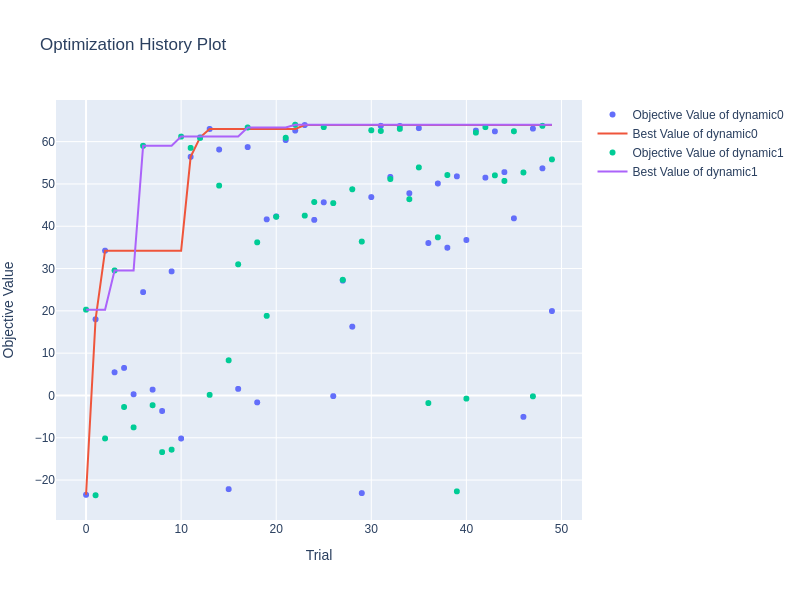 Optimization History Plot
Objective Value of dynamic0
Best Value of dynamic0
Objective Value of dynamic1
Best Value of dynamic1
Objective Value
60
50
40
30
20
10
0
−10
−20
0 10 20 30 40 50
Trial